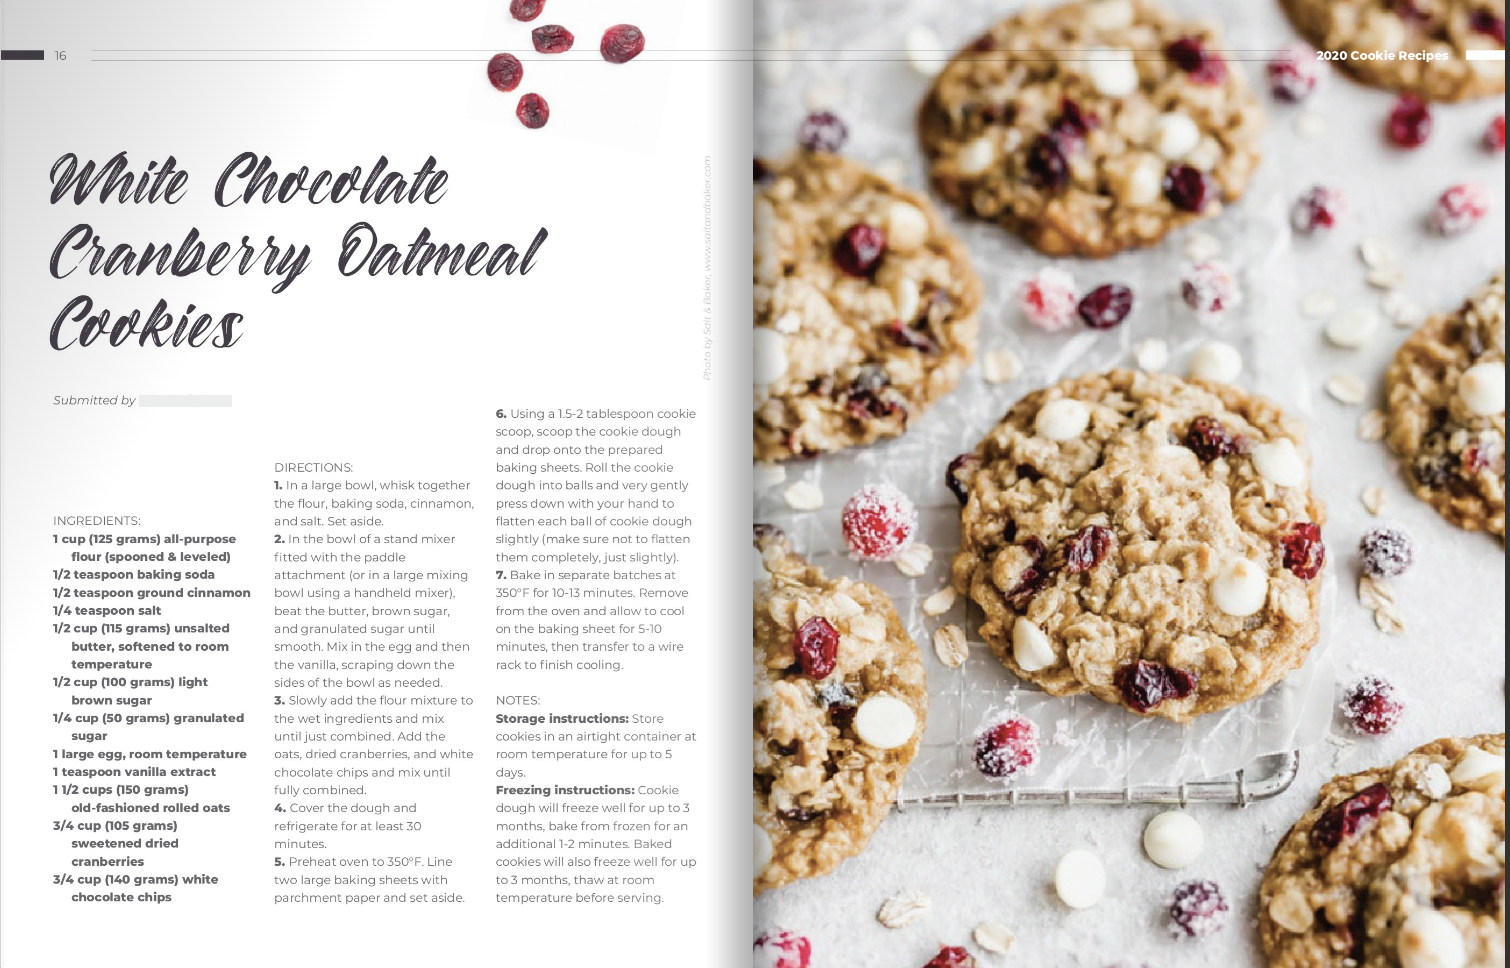 16
2020 Cookie Recipes
White Chocolate
Cranberry Oatmeal
Cookies
Photo by Salt & Baker, www.saltandbaker.com
Submitted by
INGREDIENTS:
1 cup (125 grams) all-purpose
flour (spooned & leveled)
1/2 teaspoon baking soda
1/2 teaspoon ground cinnamon
1/4 teaspoon salt
1/2 cup (115 grams) unsalted
butter, softened to room
temperature
1/2 cup (100 grams) light
brown sugar
1/4 cup (50 grams) granulated
sugar
1 large egg, room temperature
1 teaspoon vanilla extract
1 1/2 cups (150 grams)
old-fashioned rolled oats
3/4 cup (105 grams)
sweetened dried
cranberries
3/4 cup (140 grams) white
chocolate chips
DIRECTIONS:
1. In a large bowl, whisk together
the flour, baking soda, cinnamon,
and salt. Set aside.
2. In the bowl of a stand mixer
fitted with the paddle
attachment (or in a large mixing
bowl using a handheld mixer),
beat the butter, brown sugar,
and granulated sugar until
smooth. Mix in the egg and then
the vanilla, scraping down the
sides of the bowl as needed.
3. Slowly add the flour mixture to
the wet ingredients and mix
until just combined. Add the
oats, dried cranberries, and white
chocolate chips and mix until
fully combined.
4. Cover the dough and
refrigerate for at least 30
minutes.
5. Preheat oven to 350°F. Line
two large baking sheets with
parchment paper and set aside.
6. Using a 1.5-2 tablespoon cookie
scoop, scoop the cookie dough
and drop onto the prepared
baking sheets. Roll the cookie
dough into balls and very gently
press down with your hand to
flatten each ball of cookie dough
slightly (make sure not to flatten
them completely, just slightly).
7. Bake in separate batches at
350°F for 10-13 minutes. Remove
from the oven and allow to cool
on the baking sheet for 5-10
minutes, then transfer to a wire
rack to finish cooling.
NOTES:
Storage instructions: Store
cookies in an airtight container at
room temperature for up to 5
days.
Freezing instructions: Cookie
dough will freeze well for up to 3
months, bake from frozen for an
additional 1-2 minutes. Baked
cookies will also freeze well for up
to 3 months, thaw at room
temperature before serving.